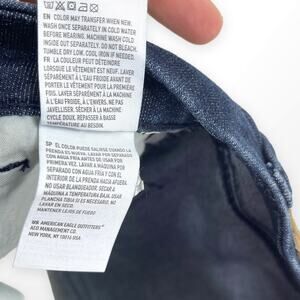 EN COLOR MAY TRANSFER WHEN NEW.
WASH ONCE SEPARATELY IN COLD WATER
BEFORE WEARING. MACHINE WASH COLD
INSIDE OUT SEPARATELY. DO NOT BLEACH.
TUMBLE DRY LOW. COOL IRON IF NEEDED.
FR LA COULEUR PEUT DÉTEINDRE
LORSQUE LE VÊTEMENT EST NEUF. LAVER
SÉPARÉMENT À L'EAU FROIDE AVANT DE
PORTER LE VÊTEMENT POUR LA PREMIÈRE
FOIS. LAVER SÉPARÉMENT À LA MACHINE
À L'EAU FROIDE, À L'ENVERS. NE PAS
JAVELLISER. SÉCHER À LA MACHINE
CYCLE DOUX. REPASSER À BASSE
TEMPÉRATURE AU BESOIN.
SP EL COLOR PUEDE SALIRSE CUANDO LA
PRENDA ES NUEVA. LAVAR SEPARADAMENTE
CON AGUA FRÍA ANTES DE USAR POR
PRIMERA VEZ. LAVAR A MÁQUINA POR
SEPARADO CON AGUA FRÍA Y CON EL
INTERIOR DE LA PRENDA HACIA AFUERA.
NO USAR BLANQUEADOR. SECAR A
MÁQUINA A TEMPERATURA BAJA. USAR
PLANCHA TIBIA SI ES NECESARIO. NO
LAVAR EN SECO.
MANTENER LEJOS DE FUEGO
US AMERICAN EAGLE OUTFITTERS
AEO MANAGEMENT CO.
NEW YORK, NY 10016 USA